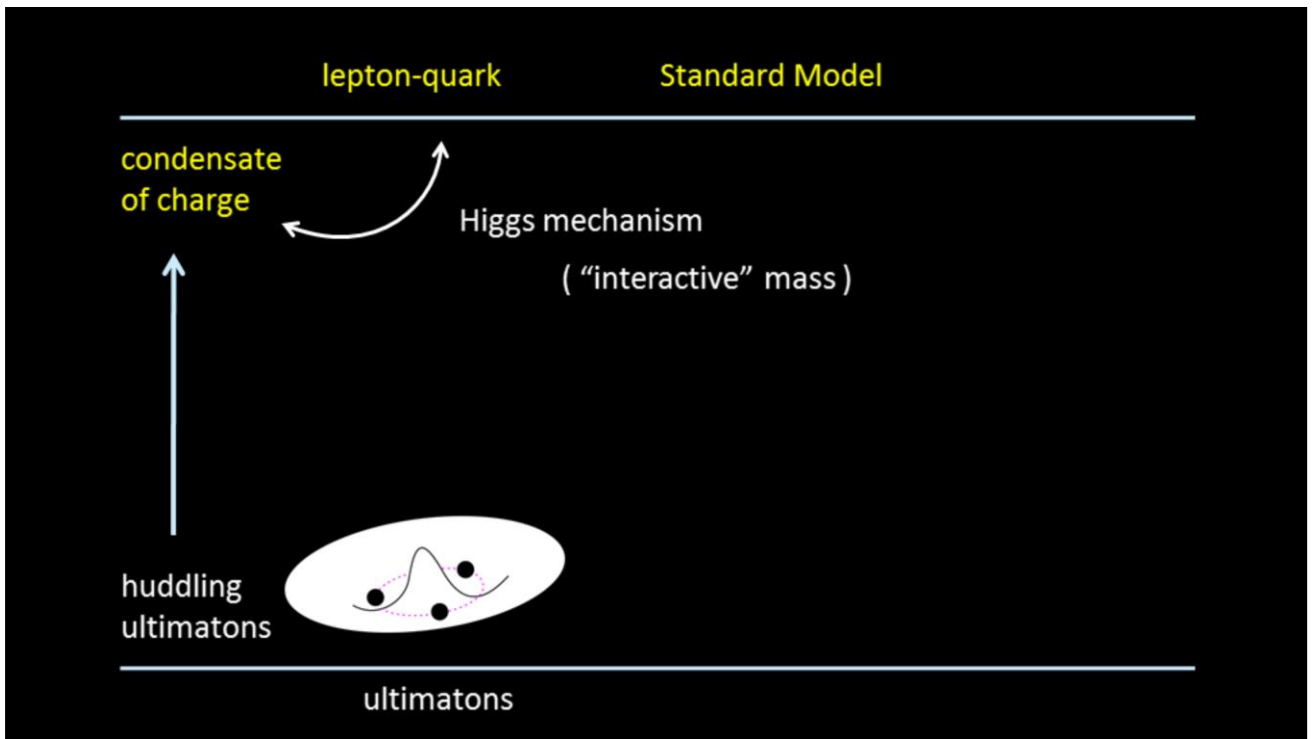 lepton-quark Standard Model
condensate
of charge
Higgs mechanism
( “interactive” mass )
huddling
ultimatons
ultimatons